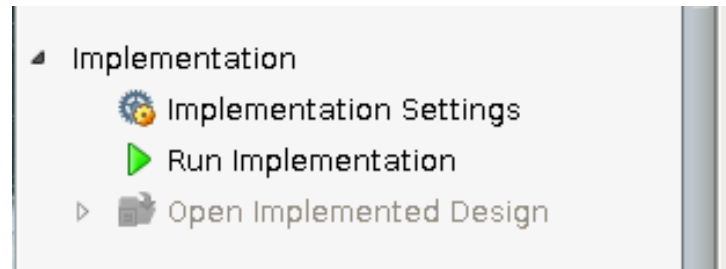 Implementation
Implementation Settings
Run Implementation
Open Implemented Design